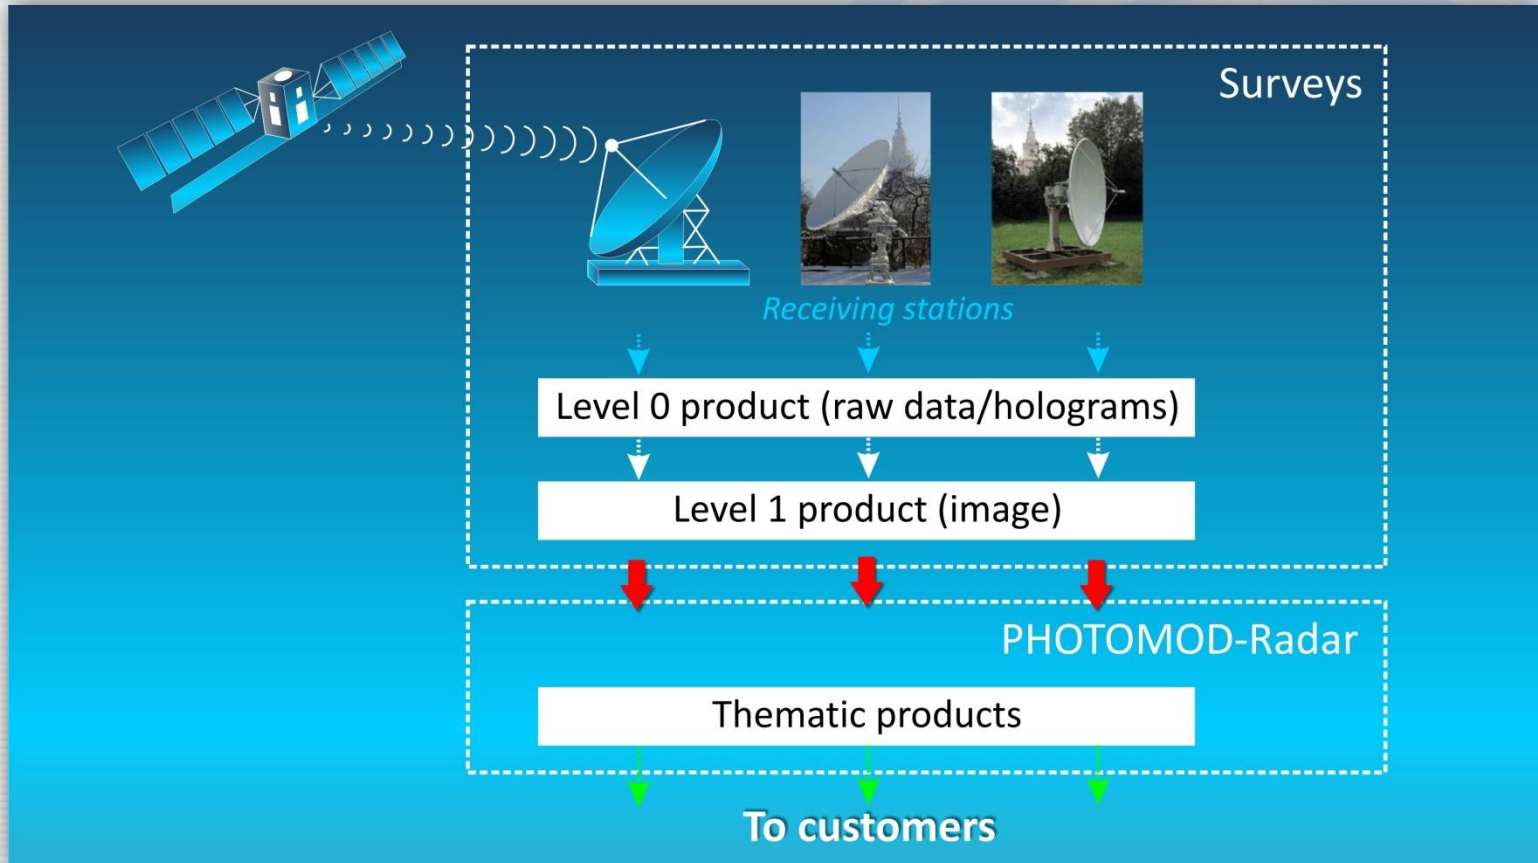 Surveys
Receiving stations
Level 0 product (raw data/holograms)
Level 1 product (image)
PHOTOMOD-Radar
Thematic products
To customers